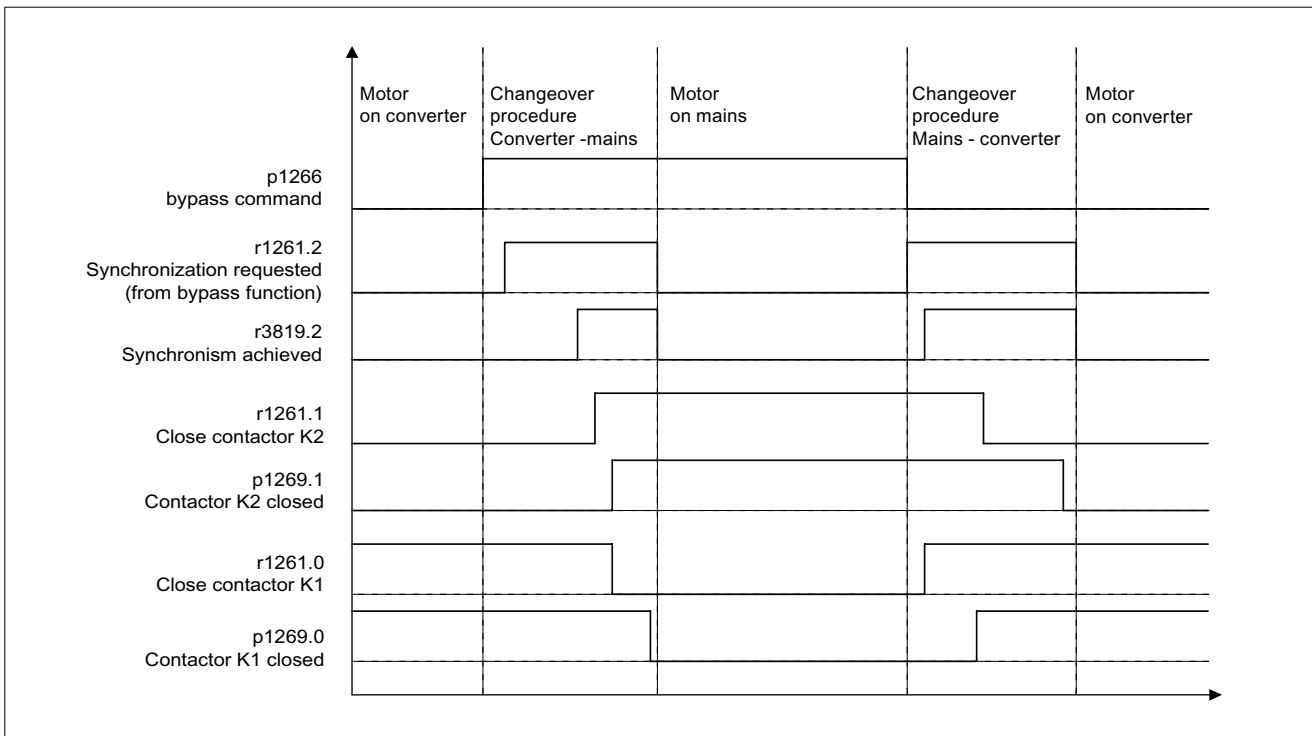 Motor
on converter
Changeover
procedure
Converter -mains
Motor
on mains
Changeover
procedure
Mains - converter
Motor
on converter
p1266
bypass command
r1261.2
Synchronization requested
(from bypass function)
r3819.2
Synchronism achieved
r1261.1
Close contactor K2
p1269.1
Contactor K2 closed
r1261.0
Close contactor K1
p1269.0
Contactor K1 closed